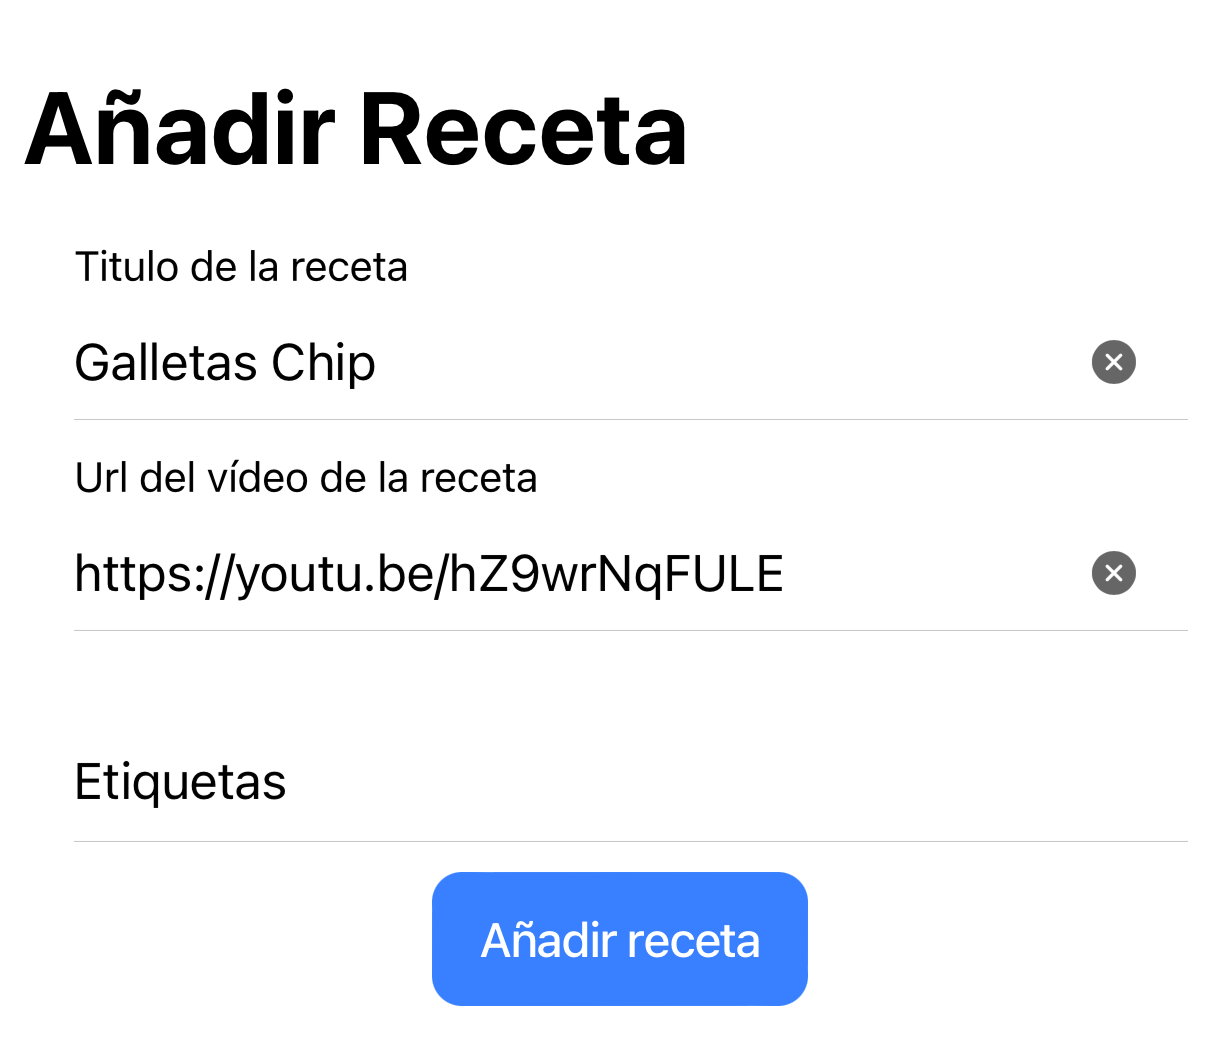 Añadir Receta
Titulo de la receta
Galletas Chip
Url del vídeo de la receta
https://youtu.be/hZ9wrNqFULE
Etiquetas
Añadir receta